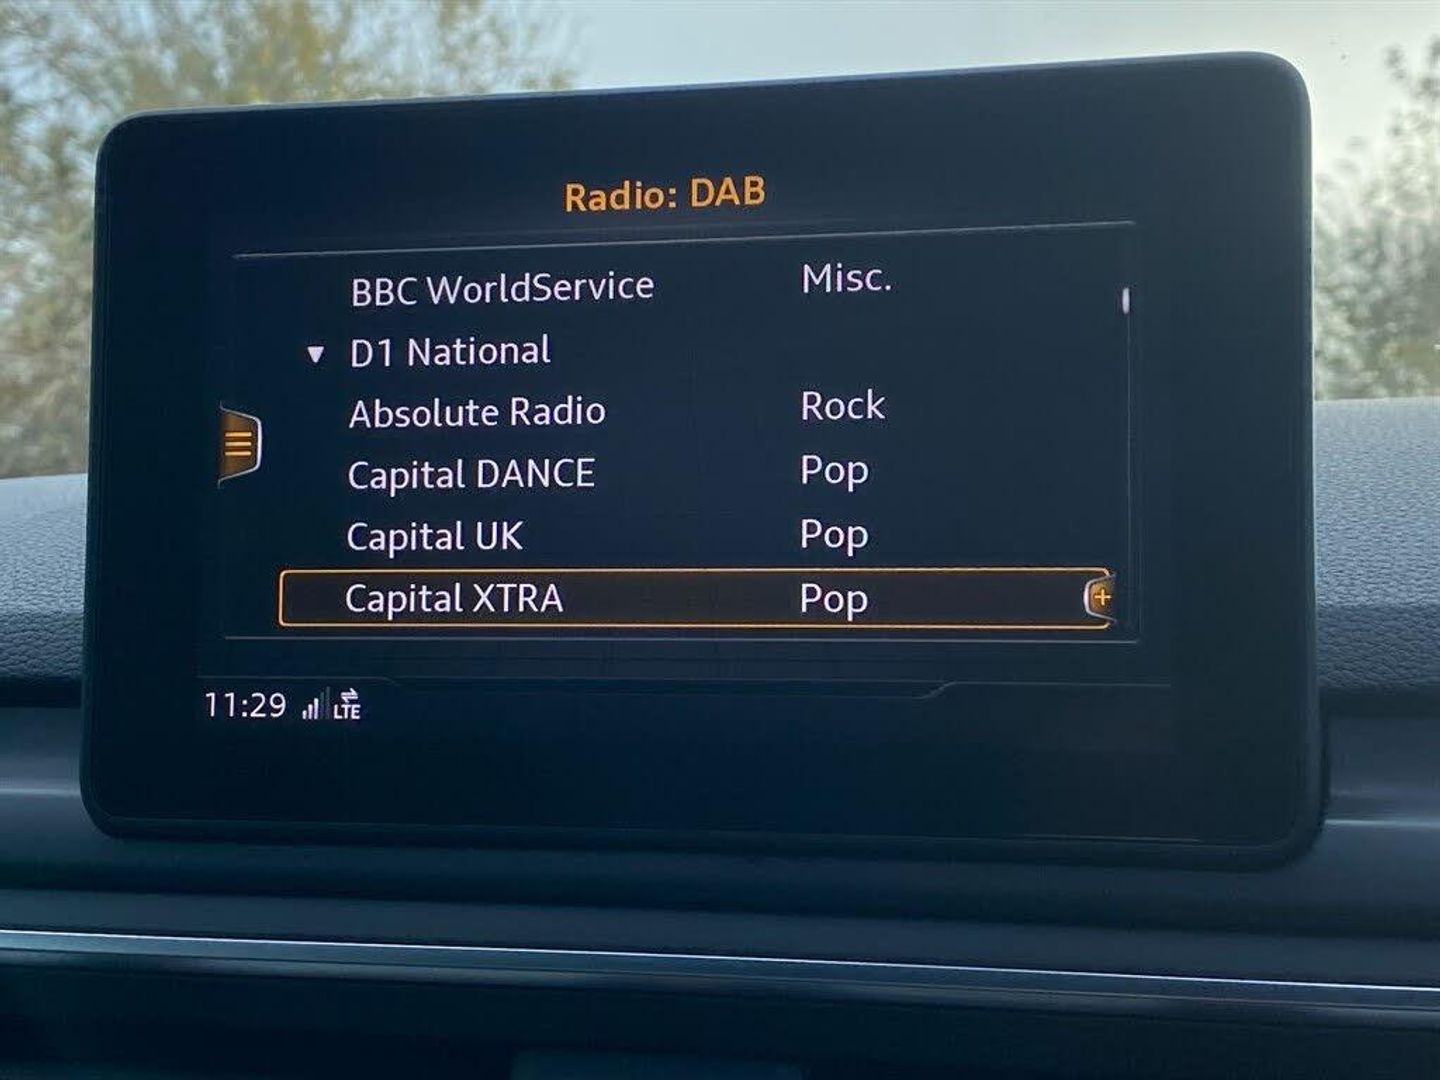 Radio: DAB
BBC WorldService Misc.
▼ D1 National
Absolute Radio Rock
Capital DANCE Pop
Capital UK Pop
Capital XTRA Pop
11:29 LTE